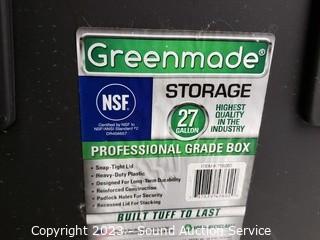 Greenmade®
STORAGE
NSF
®
Certified by NSF to
NSF/ANSI Standard #2
27
GALLON
HIGHEST
QUALITY
IN THE
INDUSTRY
PROFESSIONAL GRADE BOX
• Snap-Tight Lid
• Heavy-Duty Plastic
• Designed For Long-Term Durability
• Reinforced Construction
• Padlock Holes For Security
• Recessed Lid For Stacking
BUILT TUFF TO LAST
Copyright 2023 - Sound Auction Service